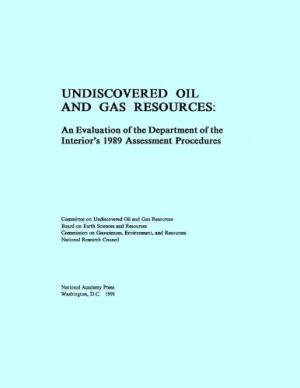 UNDISCOVERED OIL
AND GAS RESOURCES:
An Evaluation of the Department of the
Interior's 1989 Assessment Procedures
Committee on Undiscovered Oil and Gas Resources
Board on Earth Sciences and Resources
Commission on Geosciences, Environment, and Resources
National Research Council
National Academy Press
Washington, D.C. 1991